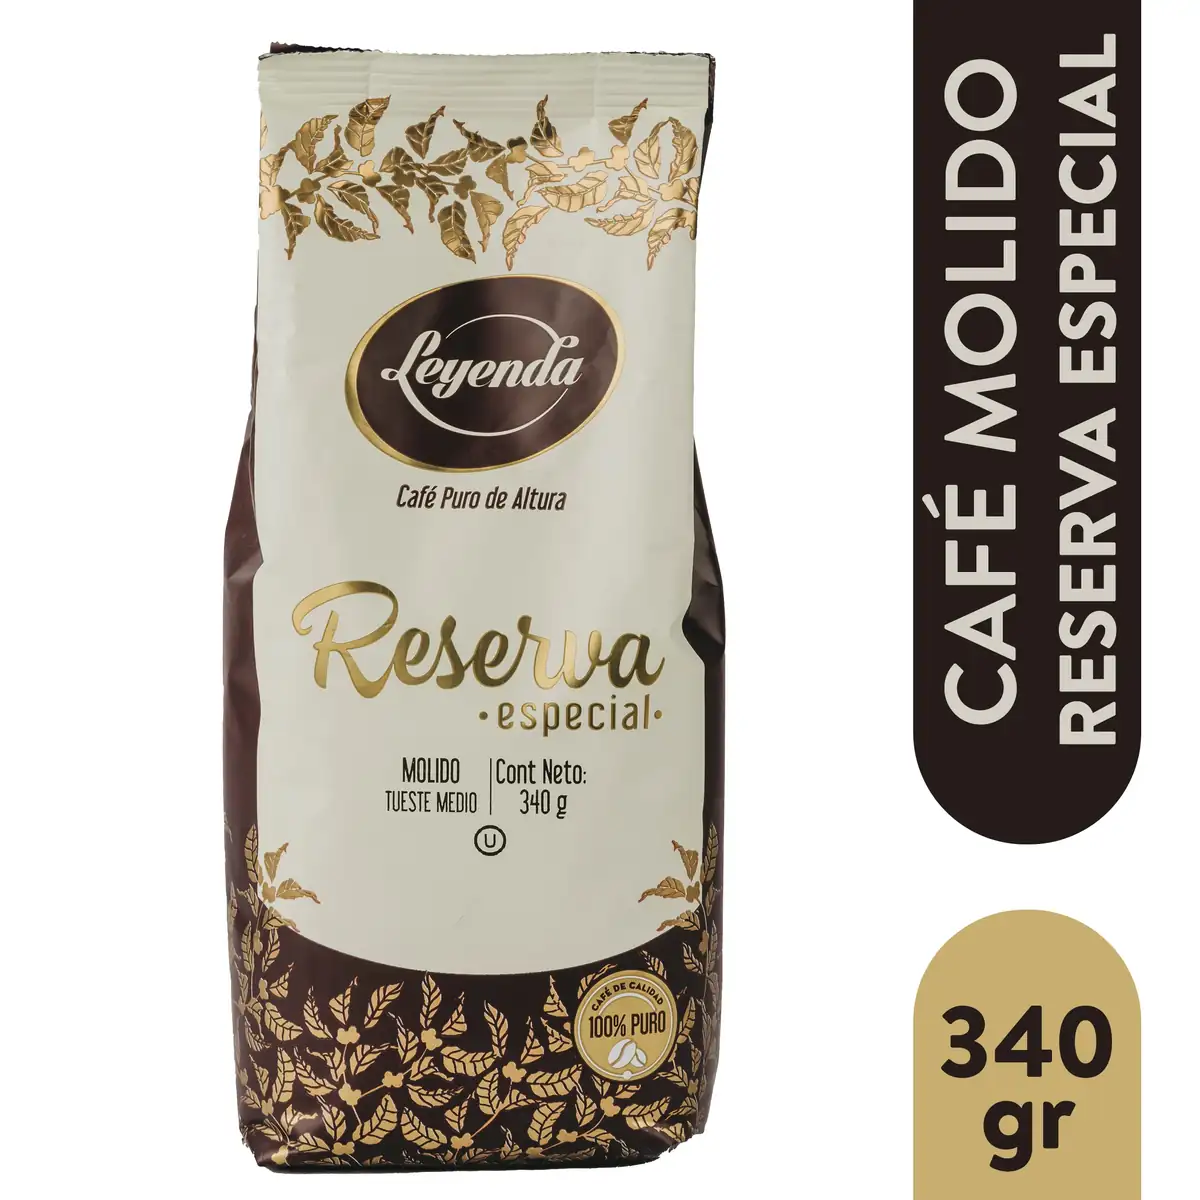 Leyenda
Café Puro de Altura
Reserva
•especial•
MOLIDO
TUESTE MEDIO
Cont Neto:
340 g
U
CAFÉ DE CALIDAD
100% PURO
CAFÉ MOLIDO
RESERVA ESPECIAL
340
gr